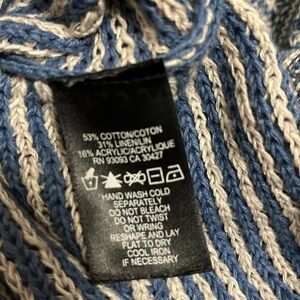 53% COTTON/COTON
31% LINEN/LIN
16% ACRYLIC/ACRYLIQUE
RN 93093 CA 30427
HAND WASH COLD
SEPARATELY
DO NOT BLEACH
DO NOT TWIST
OR WRING
RESHAPE AND LAY
FLAT TO DRY
COOL IRON
IF NECESSARY